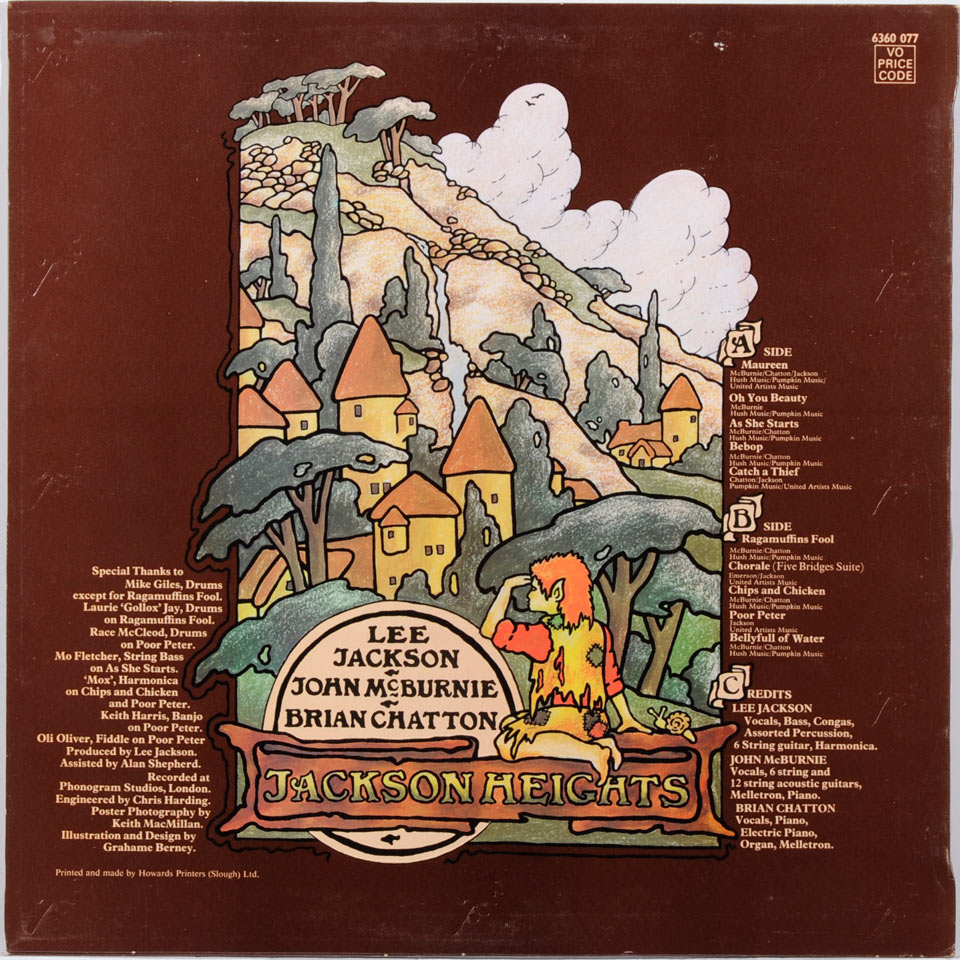 6360 077
VO
PRICE
CODE
A SIDE
Maureen
McBurnie/Chatton/Jackson
Hush Music/Pumpkin Music/
United Artists Music
Oh You Beauty
McBurnie
Hush Music/Pumpkin Music
As She Starts
McBurnie/Chatton
Hush Music/Pumpkin Music
Bebop
McBurnie/Chatton
Hush Music/Pumpkin Music
Catch a Thief
Chatton/Jackson
Pumpkin Music/United Artists Music
B SIDE
Ragamuffins Fool
McBurnie/Chatton
Hush Music/Pumpkin Music
Chorale (Five Bridges Suite)
Emerson/Jackson
United Artists Music
Chips and Chicken
McBurnie/Chatton
Hush Music/Pumpkin Music
Poor Peter
Jackson
United Artists Music
Bellyfull of Water
McBurnie/Chatton
Hush Music/Pumpkin Music
CREDITS
LEE JACKSON
Vocals, Bass, Congas,
Assorted Percussion,
6 String guitar, Harmonica.
JOHN McBURNIE
Vocals, 6 string and
12 string acoustic guitars,
Melletron, Piano.
BRIAN CHATTON
Vocals, Piano,
Electric Piano,
Organ, Melletron.
Special Thanks to
Mike Giles, Drums
except for Ragamuffins Fool.
Laurie 'Gollox' Jay, Drums
on Ragamuffins Fool.
Race McCleod, Drums
on Poor Peter.
Mo Fletcher, String Bass
on As She Starts.
'Mox', Harmonica
on Chips and Chicken
and Poor Peter.
Keith Harris, Banjo
on Poor Peter.
Oli Oliver, Fiddle on Poor Peter
Produced by Lee Jackson.
Assisted by Alan Shepherd.
Recorded at
Phonogram Studios, London.
Engineered by Chris Harding.
Poster Photography by
Keith MacMillan.
Illustration and Design by
Grahame Berney.
LEE
JACKSON
JOHN McBURNIE
BRIAN CHATTON
JACKSON HEIGHTS
Printed and made by Howards Printers (Slough) Ltd.